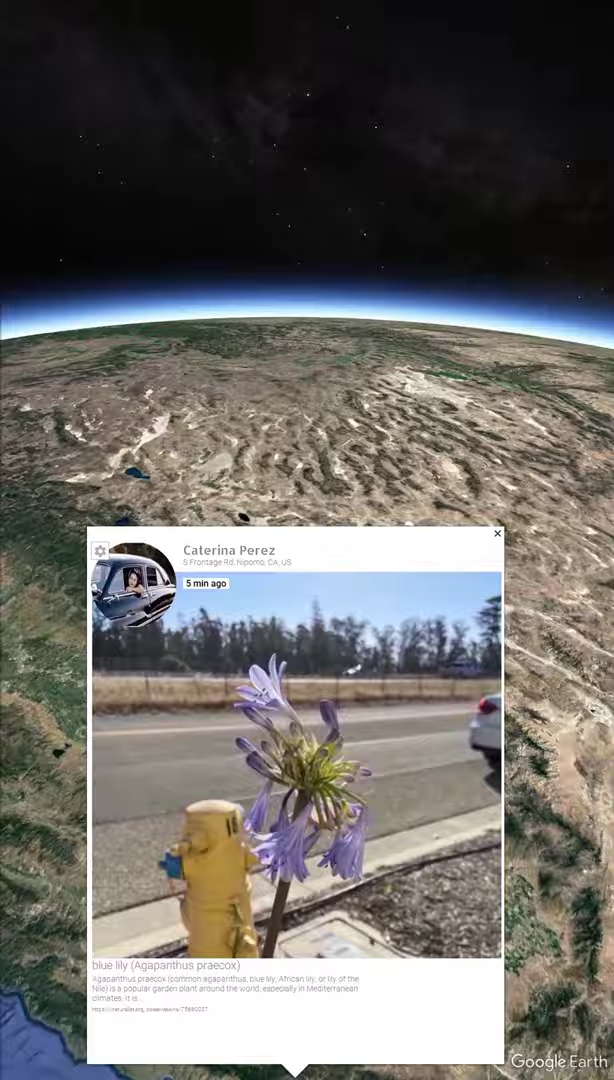 Caterina Perez
S Frontage Rd, Nipomo, CA, US
5 min ago
blue lily (Agapanthus praecox)
Agapanthus praecox (common agapanthus, blue lily, African lily, or lily of the
Nile) is a popular garden plant around the world, especially in Mediterranean
climates. It is...
Google Earth